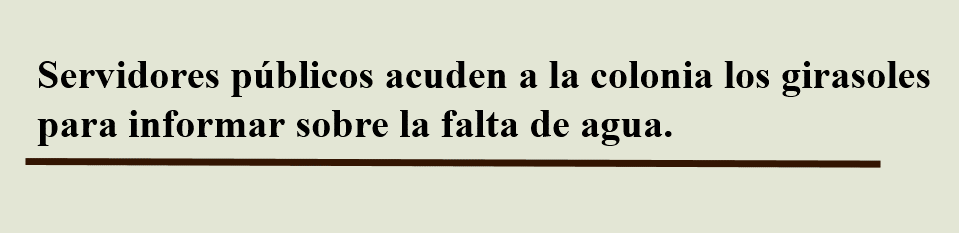 Servidores públicos acuden a la colonia los girasoles
para informar sobre la falta de agua.